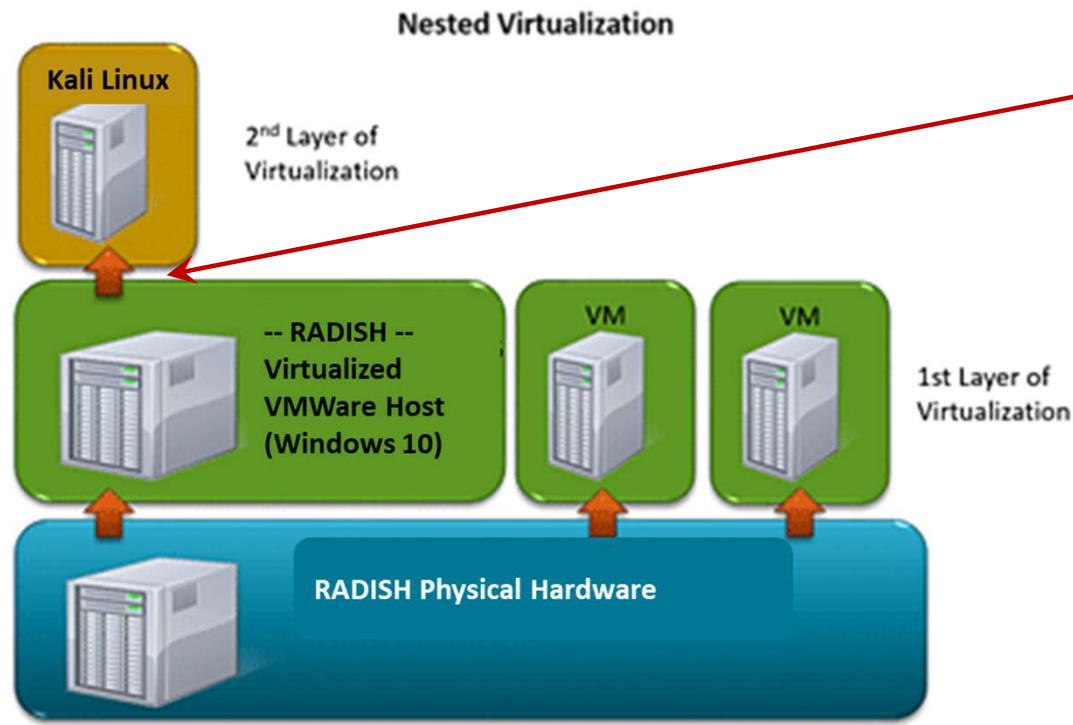 Nested Virtualization
Kali Linux
2nd Layer of
Virtualization
-- RADISH --
Virtualized
VMWare Host
(Windows 10)
VM
VM
1st Layer of
Virtualization
RADISH Physical Hardware